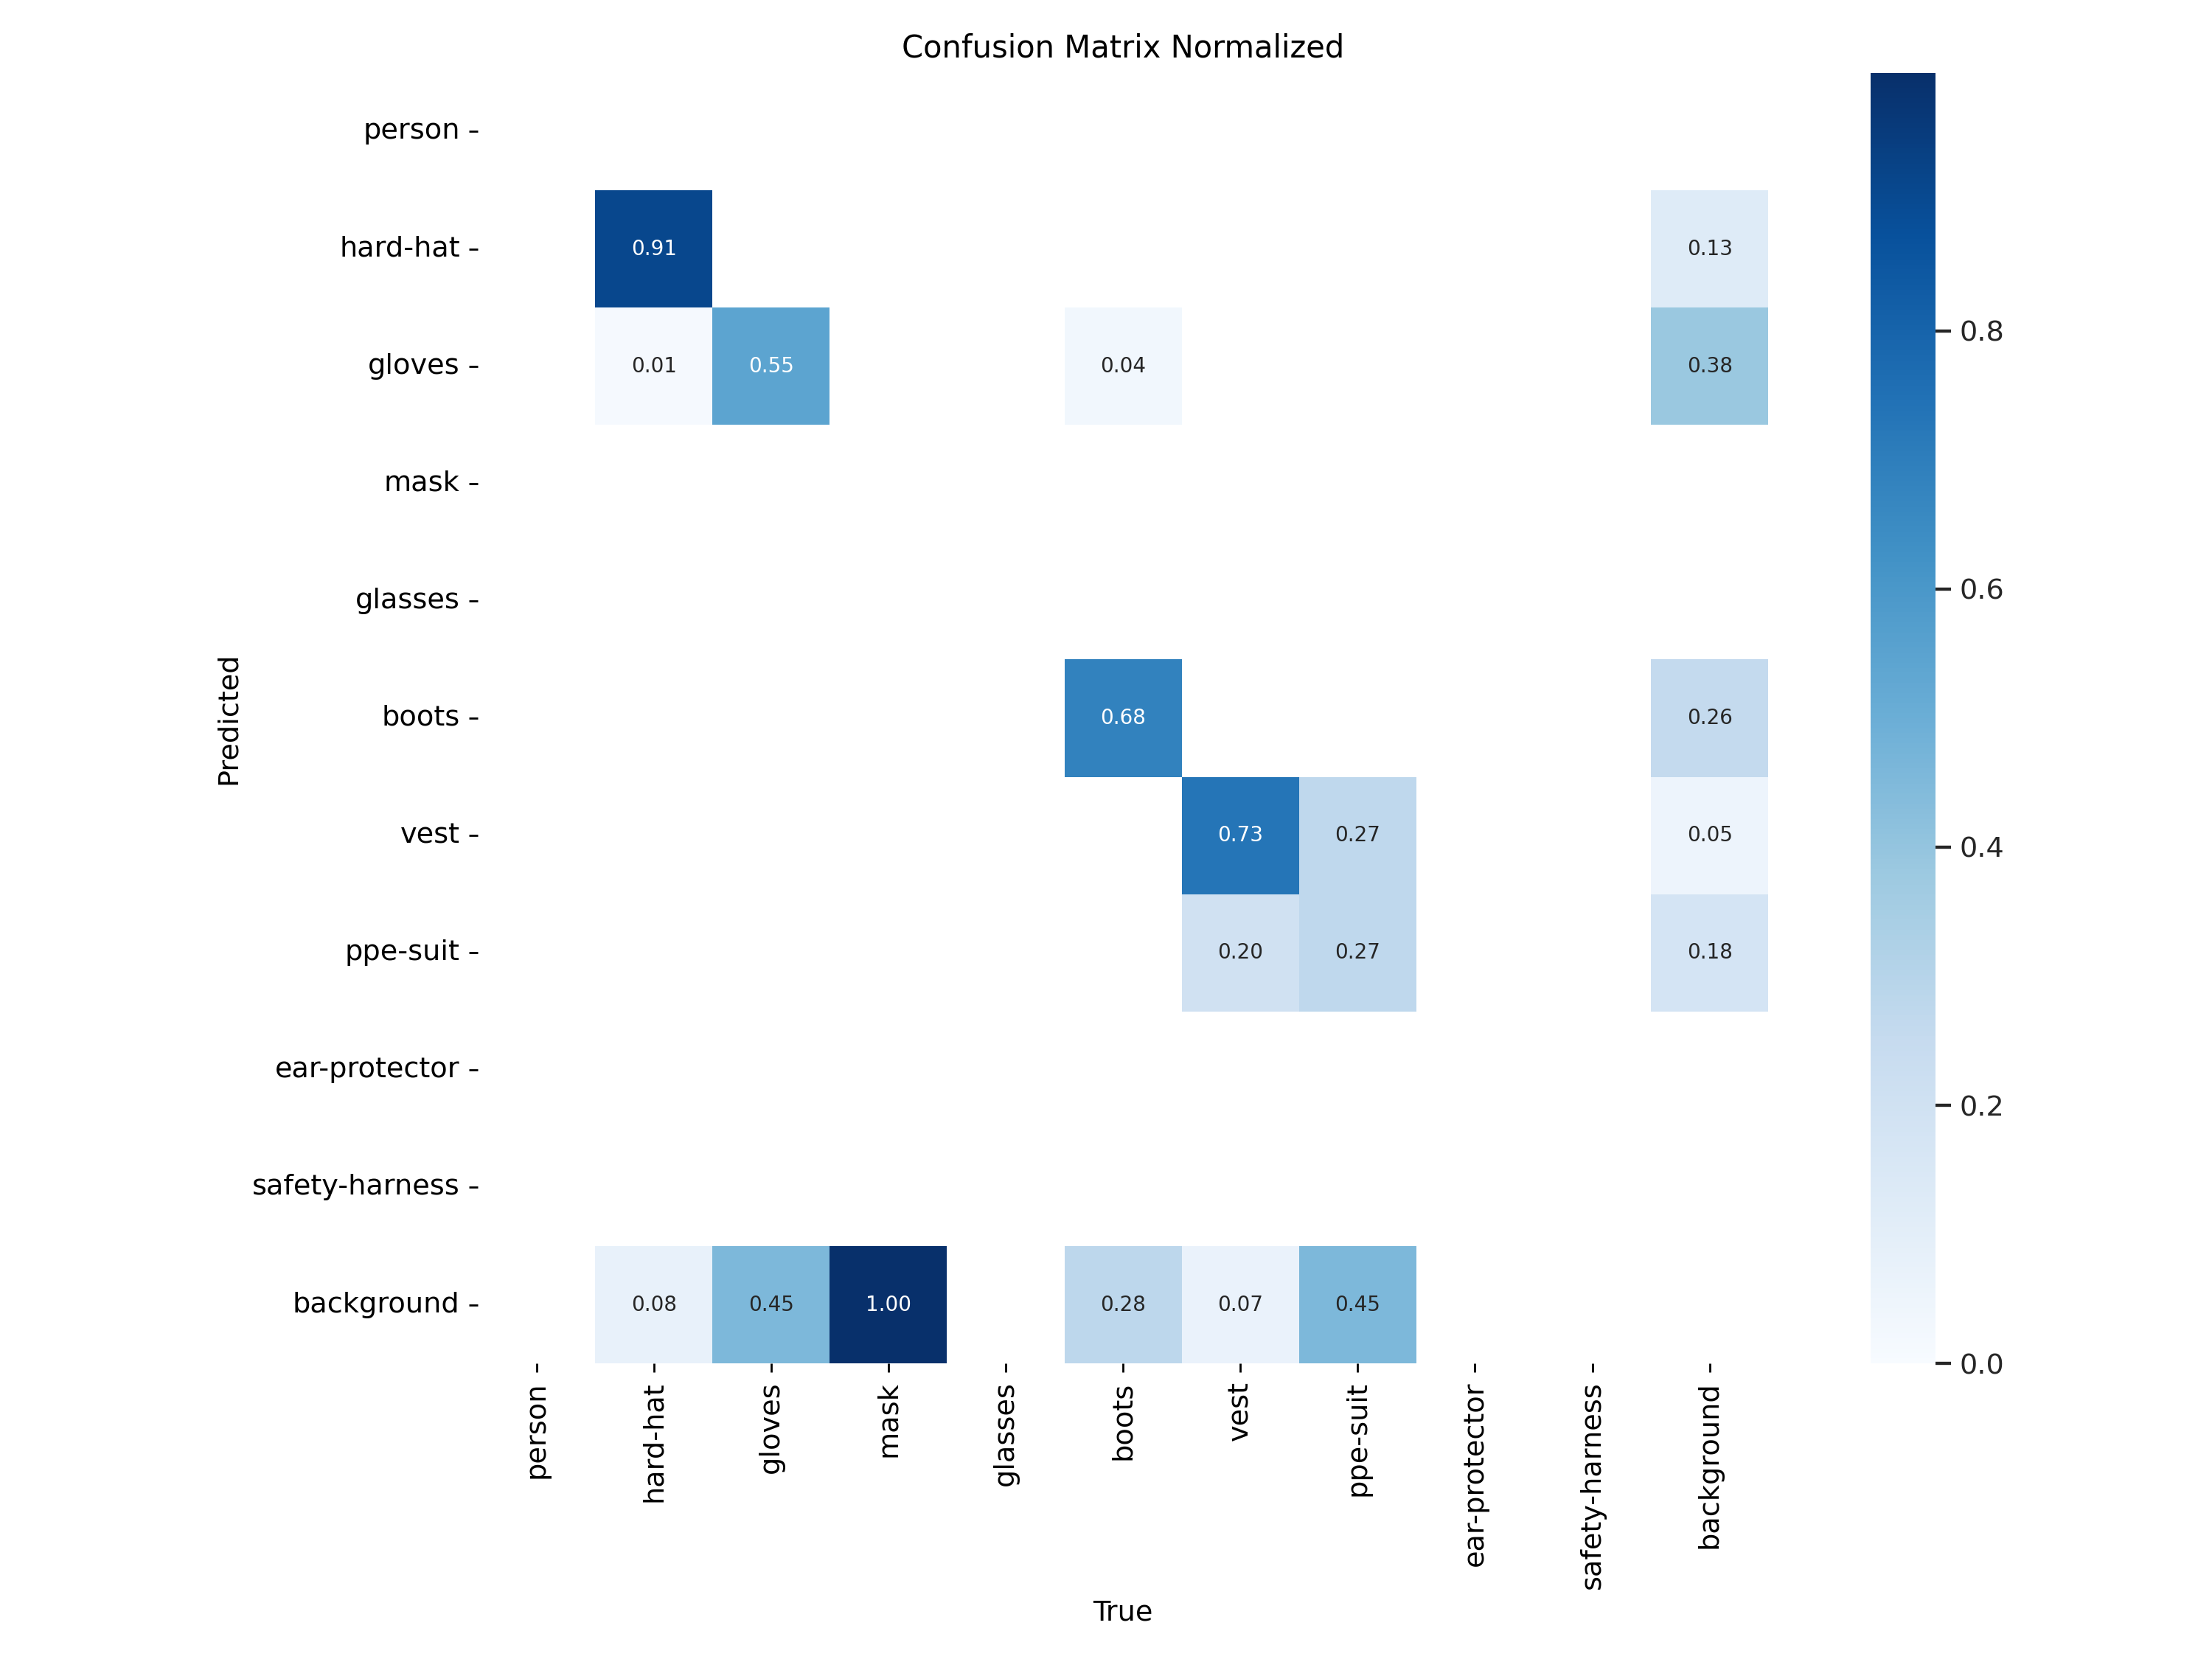 Confusion Matrix Normalized
person
hard-hat
0.91
0.13
gloves
0.01
0.55
0.04
0.38
mask
glasses
boots
0.68
0.26
vest
0.73
0.27
0.05
ppe-suit
0.20
0.27
0.18
ear-protector
safety-harness
background
0.08
0.45
1.00
0.28
0.07
0.45
Predicted
person
hard-hat
gloves
mask
glasses
boots
vest
ppe-suit
ear-protector
safety-harness
background
True
0.8
0.6
0.4
0.2
0.0